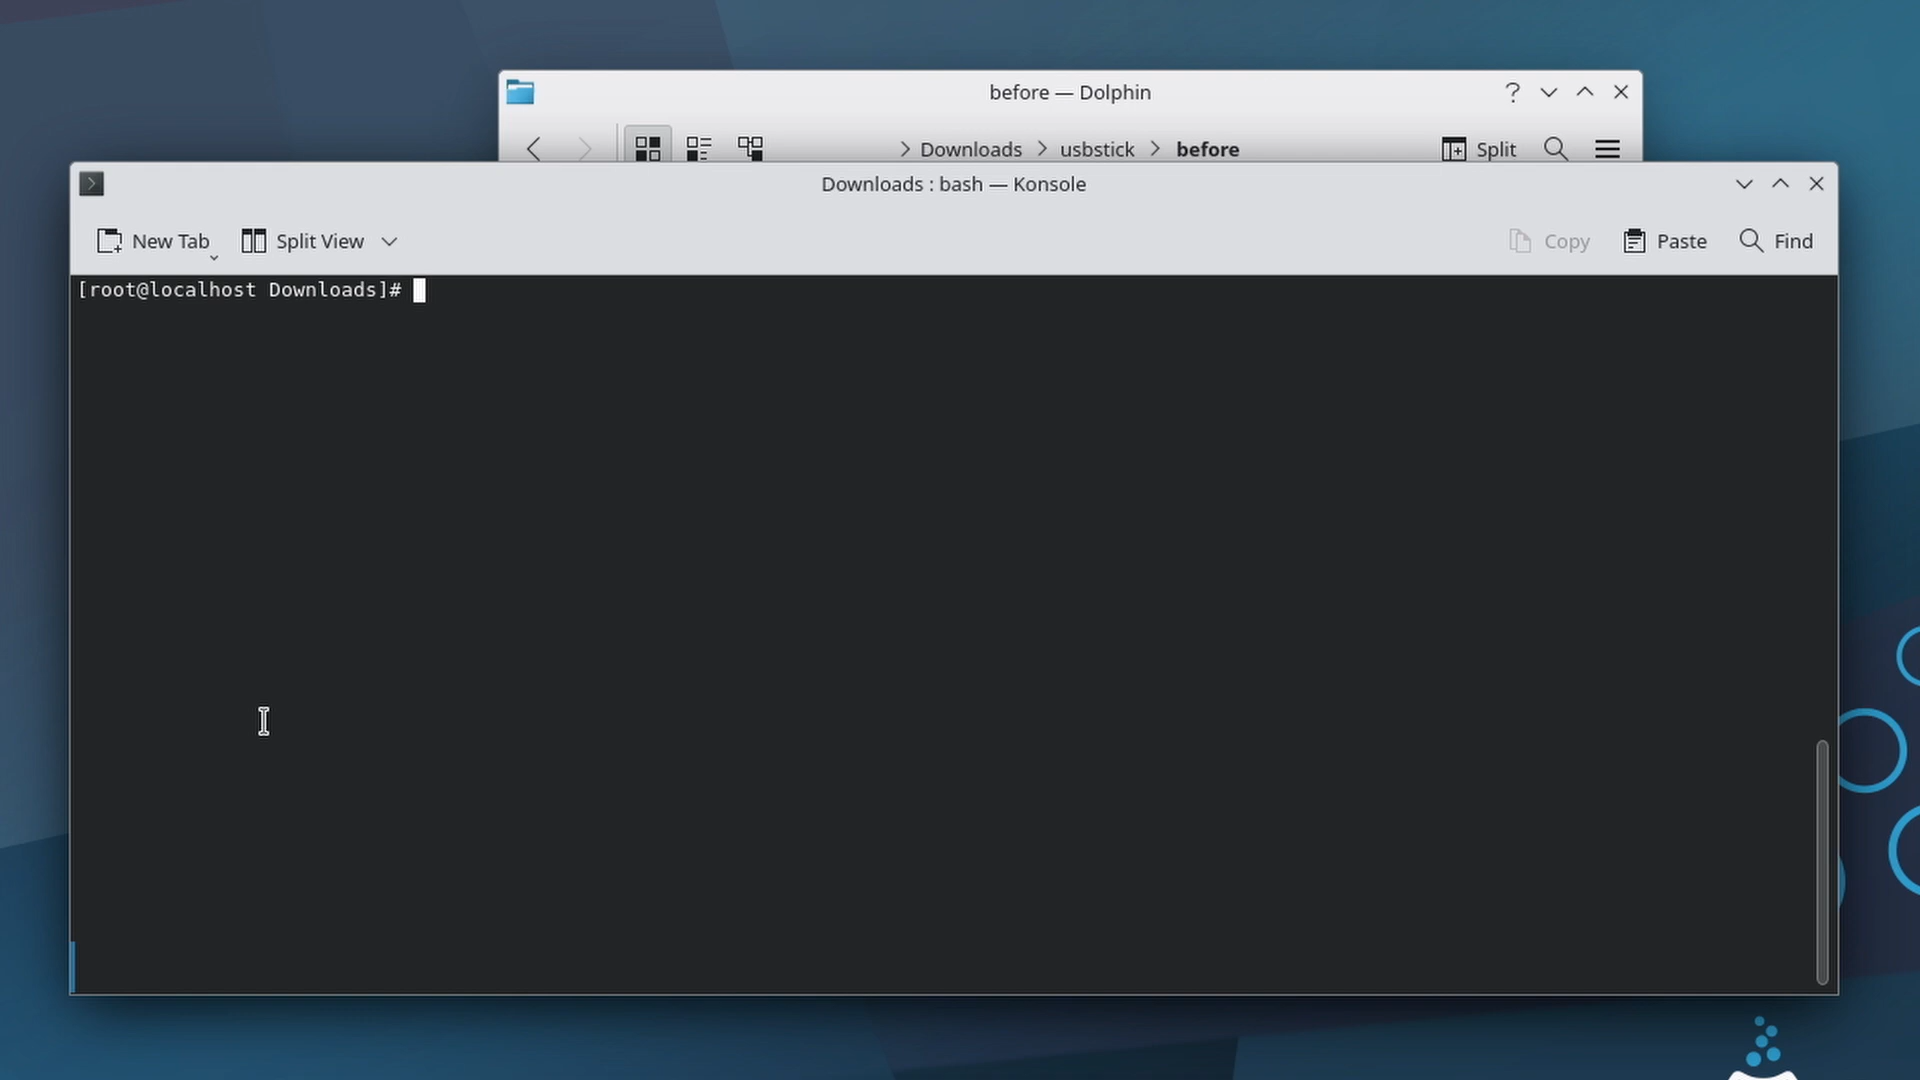 before — Dolphin
Downloads usbstick before
Split
Downloads : bash — Konsole
New Tab Split View
Copy Paste Find
[root@localhost Downloads]#